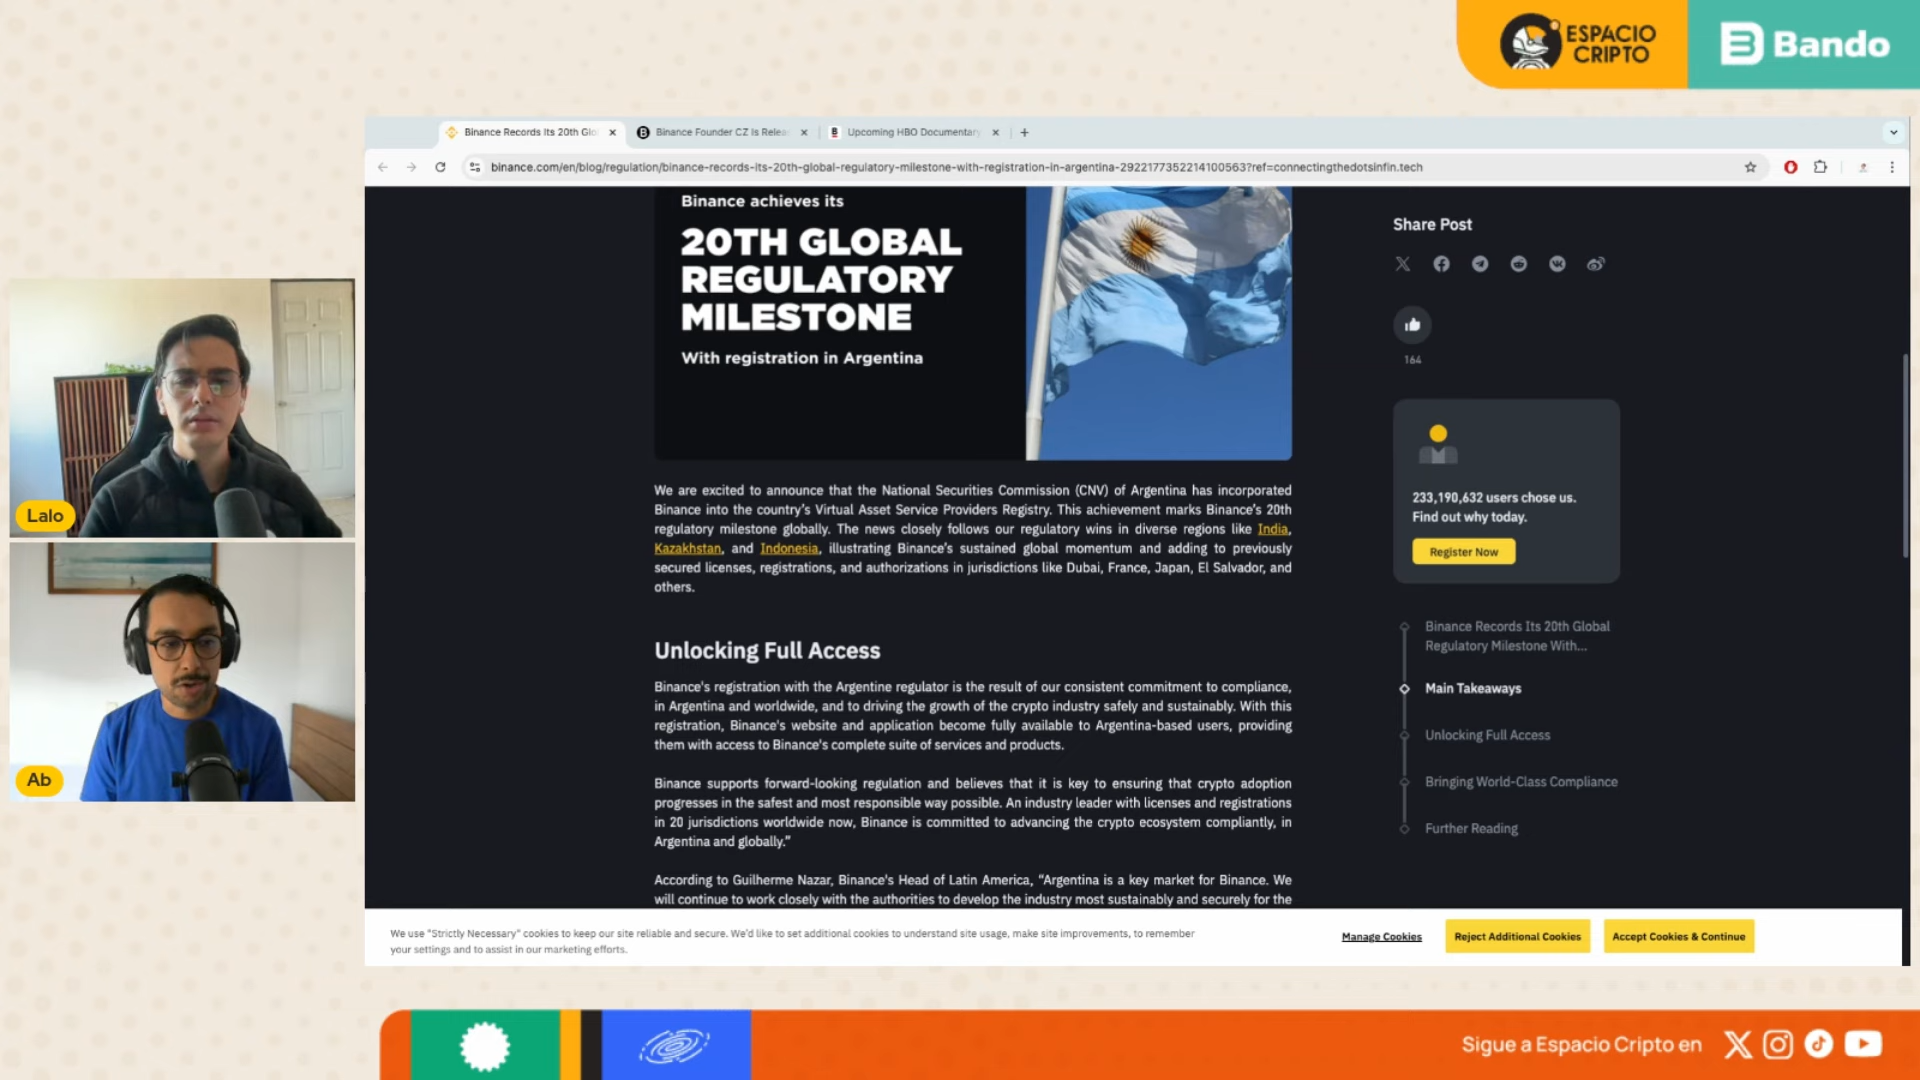 ESPACIO
CRIPTO
Bando
Binance Records Its 20th Glo
Binance Founder CZ Is Relea
Upcoming HBO Documentary
binance.com/en/blog/regulation/binance-records-its-20th-global-regulatory-milestone-with-registration-in-argentina-2922177352214100563?ref=connectingthedotsinfin.tech
Binance achieves its
20TH GLOBAL
REGULATORY
MILESTONE
With registration in Argentina
We are excited to announce that the National Securities Commission (CNV) of Argentina has incorporated
Binance into the country's Virtual Asset Service Providers Registry. This achievement marks Binance's 20th
regulatory milestone globally. The news closely follows our regulatory wins in diverse regions like India,
Kazakhstan, and Indonesia, illustrating Binance's sustained global momentum and adding to previously
secured licenses, registrations, and authorizations in jurisdictions like Dubai, France, Japan, El Salvador, and
others.
Unlocking Full Access
Binance's registration with the Argentine regulator is the result of our consistent commitment to compliance,
in Argentina and worldwide, and to driving the growth of the crypto industry safely and sustainably. With this
registration, Binance's website and application become fully available to Argentina-based users, providing
them with access to Binance's complete suite of services and products.
Binance supports forward-looking regulation and believes that it is key to ensuring that crypto adoption
progresses in the safest and most responsible way possible. An industry leader with licenses and registrations
in 20 jurisdictions worldwide now, Binance is committed to advancing the crypto ecosystem compliantly, in
Argentina and globally.”
According to Guilherme Nazar, Binance's Head of Latin America, “Argentina is a key market for Binance. We
will continue to work closely with the authorities to develop the industry most sustainably and securely for the
Share Post
164
233,190,632 users chose us.
Find out why today.
Register Now
Binance Records Its 20th Global
Regulatory Milestone With...
Main Takeaways
Unlocking Full Access
Bringing World-Class Compliance
Further Reading
We use "Strictly Necessary" cookies to keep our site reliable and secure. We'd like to set additional cookies to understand site usage, make site improvements, to remember
your settings and to assist in our marketing efforts.
Manage Cookies
Reject Additional Cookies
Accept Cookies & Continue
Lalo
Ab
Sigue a Espacio Cripto en